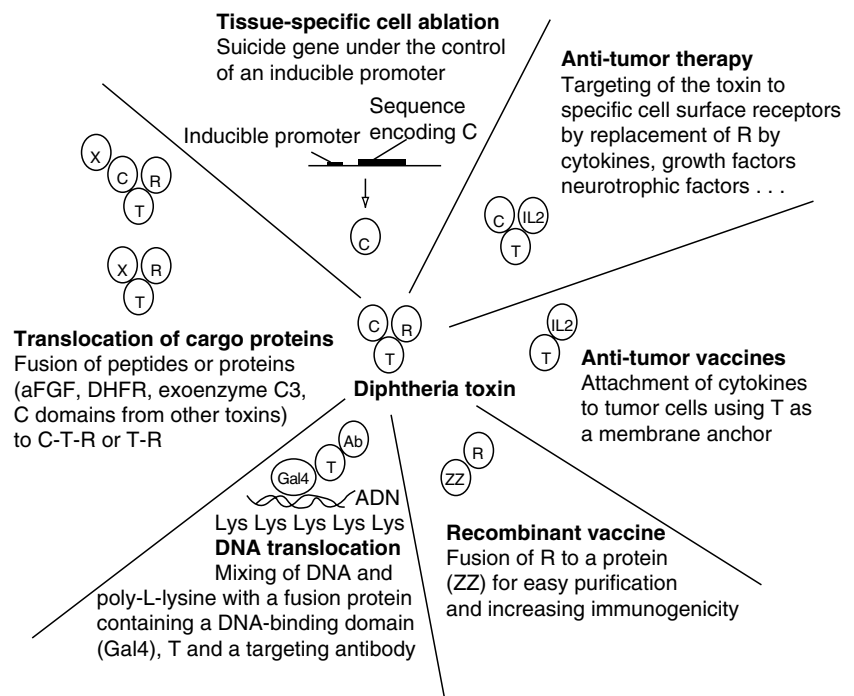 Tissue-specific cell ablation
Suicide gene under the control
of an inducible promoter
Inducible promoter
Sequence
encoding C
C
Anti-tumor therapy
Targeting of the toxin to
specific cell surface receptors
by replacement of R by
cytokines, growth factors
neurotrophic factors . . .
C IL2
T
X
C R
T
X R
T
Translocation of cargo proteins
Fusion of peptides or proteins
(aFGF, DHFR, exoenzyme C3,
C domains from other toxins)
to C-T-R or T-R
C R
T
Diphtheria toxin
IL2
T
Anti-tumor vaccines
Attachment of cytokines
to tumor cells using T as
a membrane anchor
Ab
T
Gal4
ADN
Lys Lys Lys Lys Lys
DNA translocation
Mixing of DNA and
poly-L-lysine with a fusion protein
containing a DNA-binding domain
(Gal4), T and a targeting antibody
R
ZZ
Recombinant vaccine
Fusion of R to a protein
(ZZ) for easy purification
and increasing immunogenicity